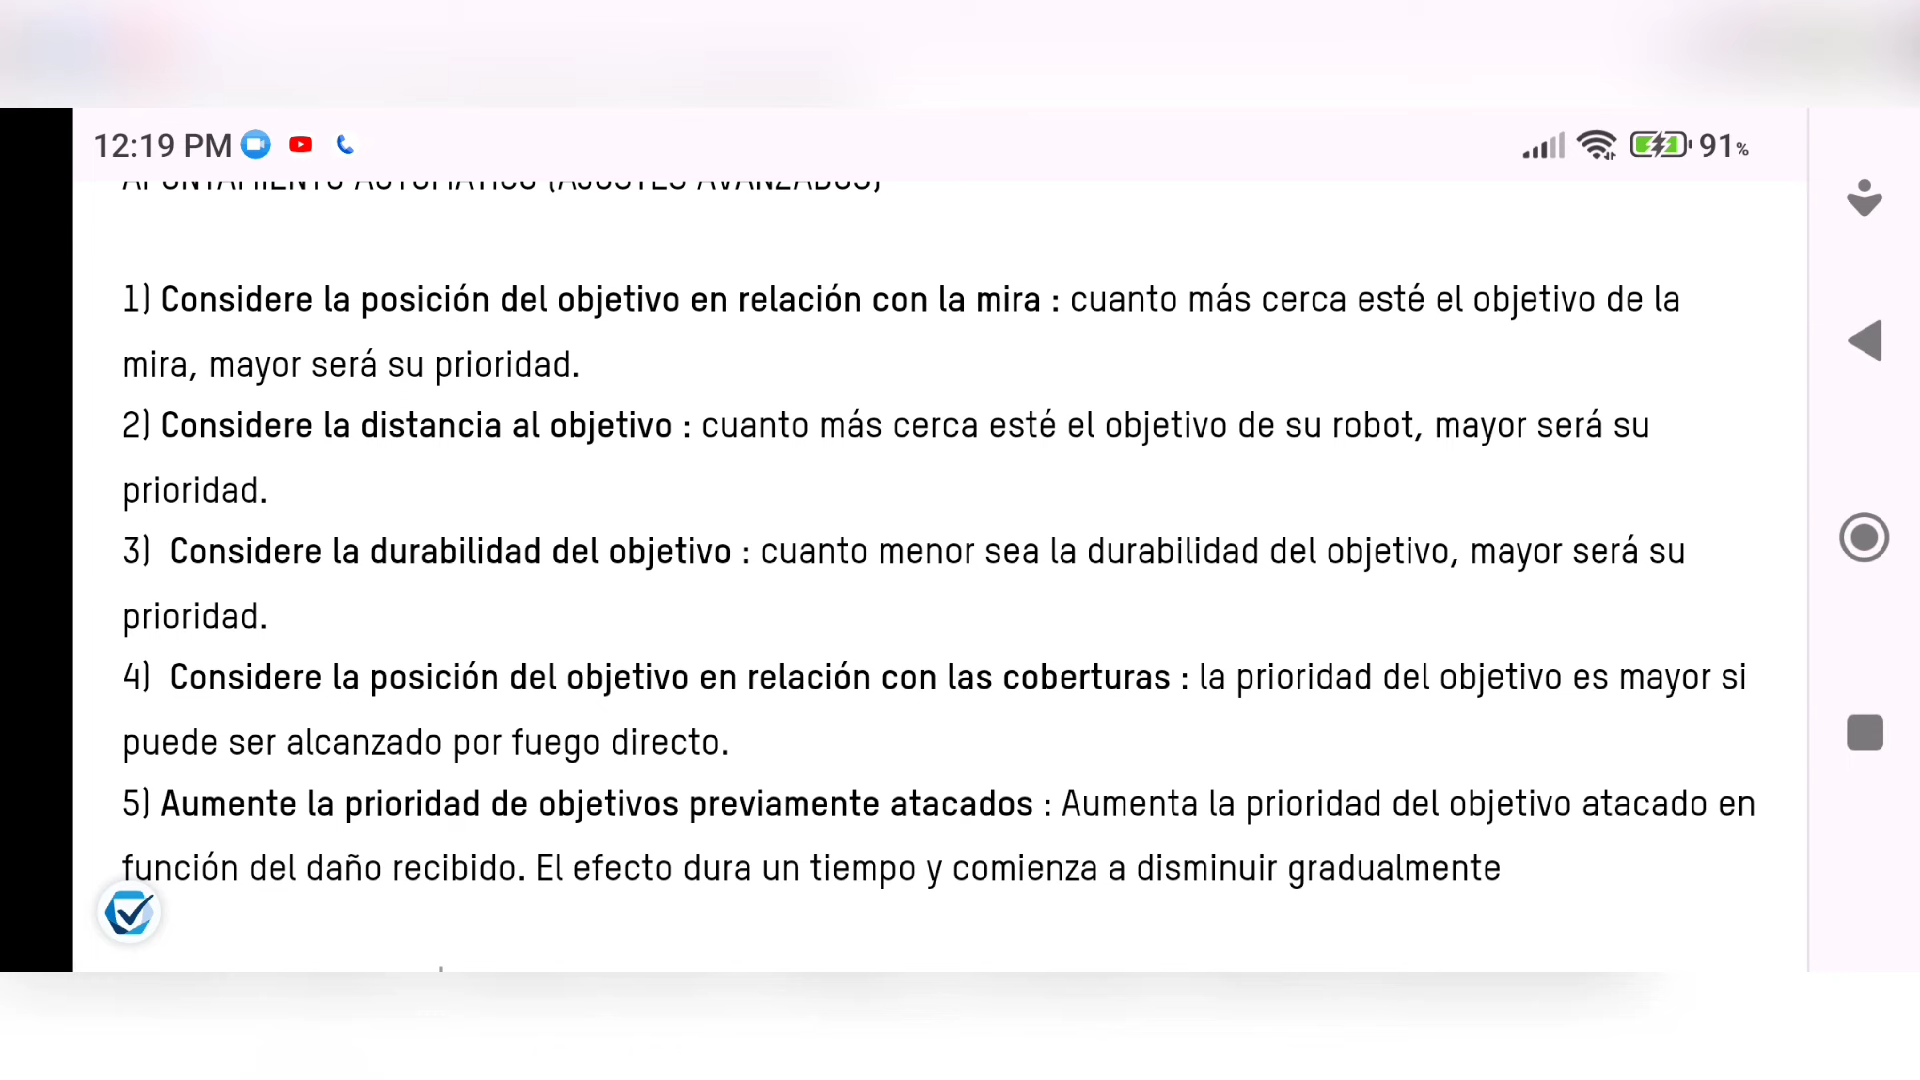 12:19 PM 91%
APUNTAMIENTO AUTOMÁTICO (AJUSTES AVANZADOS)
1) Considere la posición del objetivo en relación con la mira : cuanto más cerca esté el objetivo de la
mira, mayor será su prioridad.
2) Considere la distancia al objetivo : cuanto más cerca esté el objetivo de su robot, mayor será su
prioridad.
3) Considere la durabilidad del objetivo : cuanto menor sea la durabilidad del objetivo, mayor será su
prioridad.
4) Considere la posición del objetivo en relación con las coberturas : la prioridad del objetivo es mayor si
puede ser alcanzado por fuego directo.
5) Aumente la prioridad de objetivos previamente atacados : Aumenta la prioridad del objetivo atacado en
función del daño recibido. El efecto dura un tiempo y comienza a disminuir gradualmente